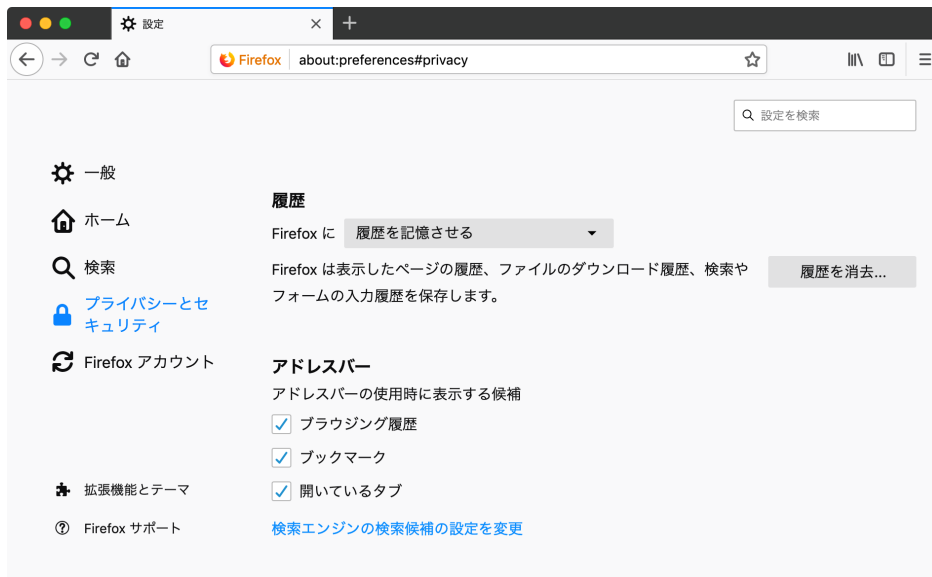 設定
Firefox
about:preferences#privacy
設定を検索
一般
ホーム
検索
プライバシーとセ
キュリティ
Firefox アカウント
拡張機能とテーマ
Firefox サポート
履歴
Firefox に
履歴を記憶させる
Firefox は表示したページの履歴、ファイルのダウンロード履歴、検索や
フォームの入力履歴を保存します。
履歴を消去...
アドレスバー
アドレスバーの使用時に表示する候補
ブラウジング履歴
ブックマーク
開いているタブ
検索エンジンの検索候補の設定を変更